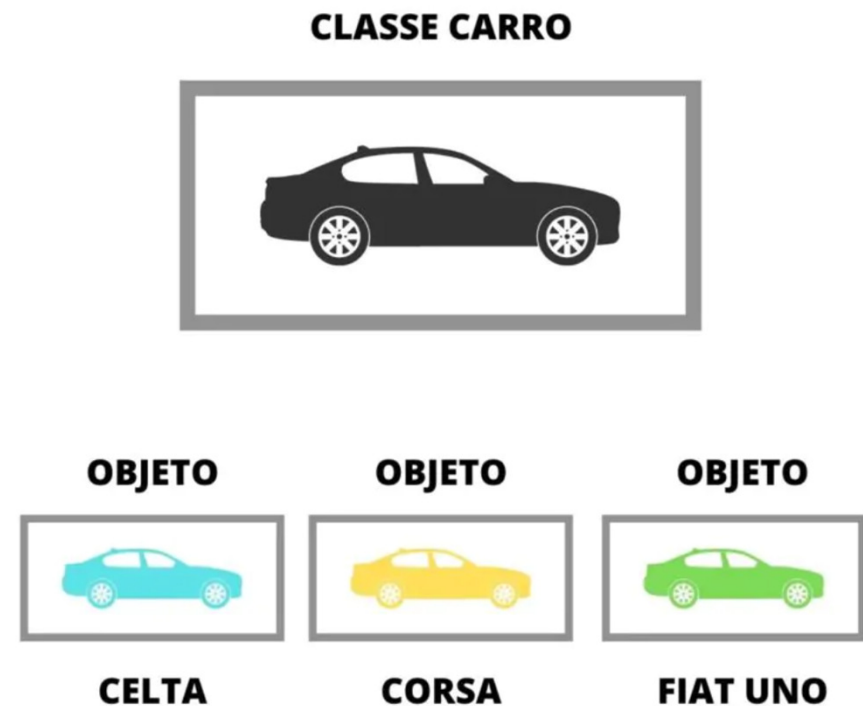 CLASSE CARRO
OBJETO OBJETO OBJETO
CELTA CORSA FIAT UNO